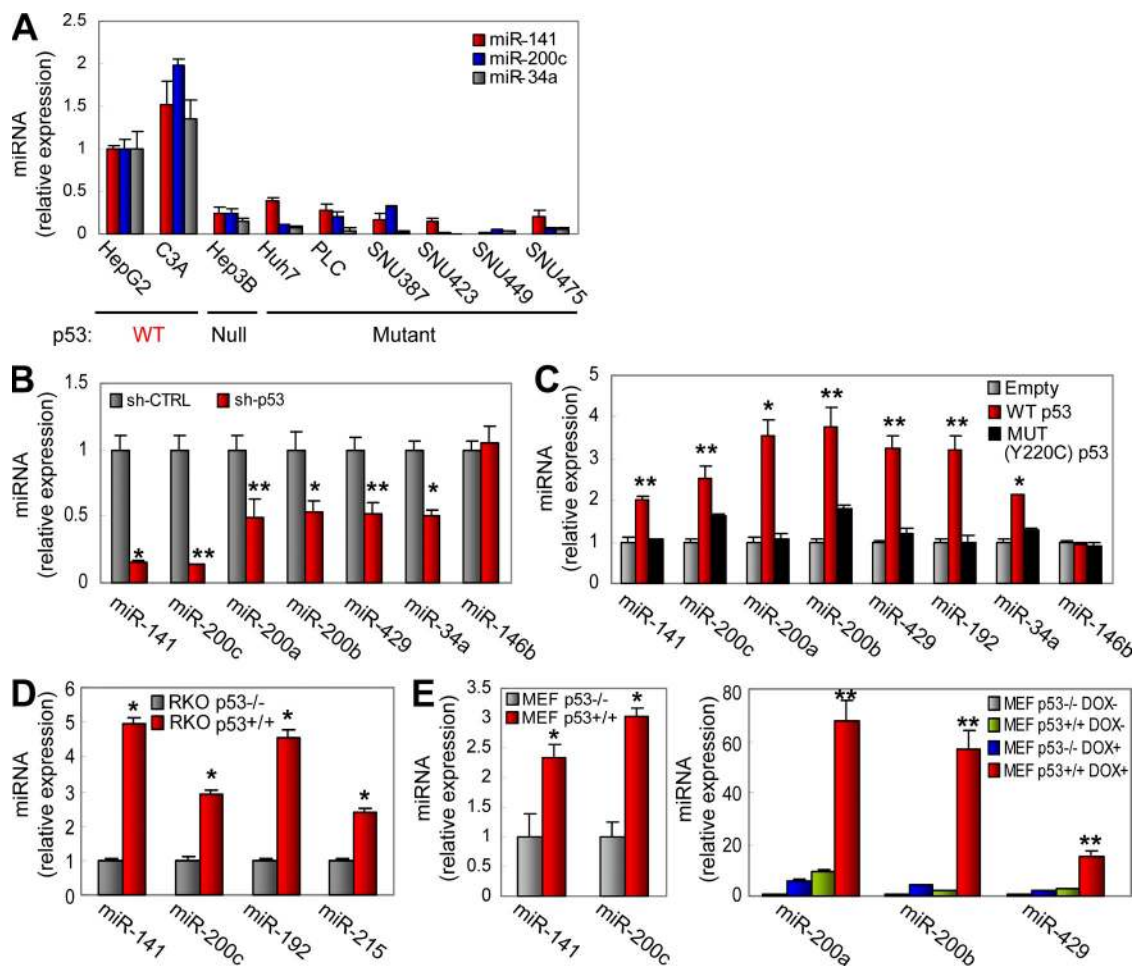 A
miRNA
(relative expression)
2.5
2
1.5
1
0.5
0
miR-141
miR-200c
miR-34a
HepG2
C3A
Hep3B
Huh7
PLC
SNU387
SNU423
SNU449
SNU475
p53: WT Null Mutant
B
miRNA
(relative expression)
1.5
1
0.5
0
sh-CTRL sh-p53
* ** ** * ** *
miR-141
miR-200c
miR-200a
miR-200b
miR-429
miR-34a
miR-146b
C
miRNA
(relative expression)
5
4
3
2
1
0
Empty
WT p53
MUT
(Y220C) p53
** ** * ** ** ** *
miR-141
miR-200c
miR-200a
miR-200b
miR-429
miR-192
miR-34a
miR-146b
D
miRNA
(relative expression)
6
5
4
3
2
1
0
RKO p53-/-
RKO p53+/+
* * * *
miR-141
miR-200c
miR-192
miR-215
E
miRNA
(relative expression)
3.5
3
2.5
2
1.5
1
0.5
0
MEF p53-/-
MEF p53+/+
* *
miR-141
miR-200c
miRNA
(relative expression)
80
60
40
20
0
MEF p53-/- DOX-
MEF p53+/+ DOX-
MEF p53-/- DOX+
MEF p53+/+ DOX+
** ** **
miR-200a
miR-200b
miR-429